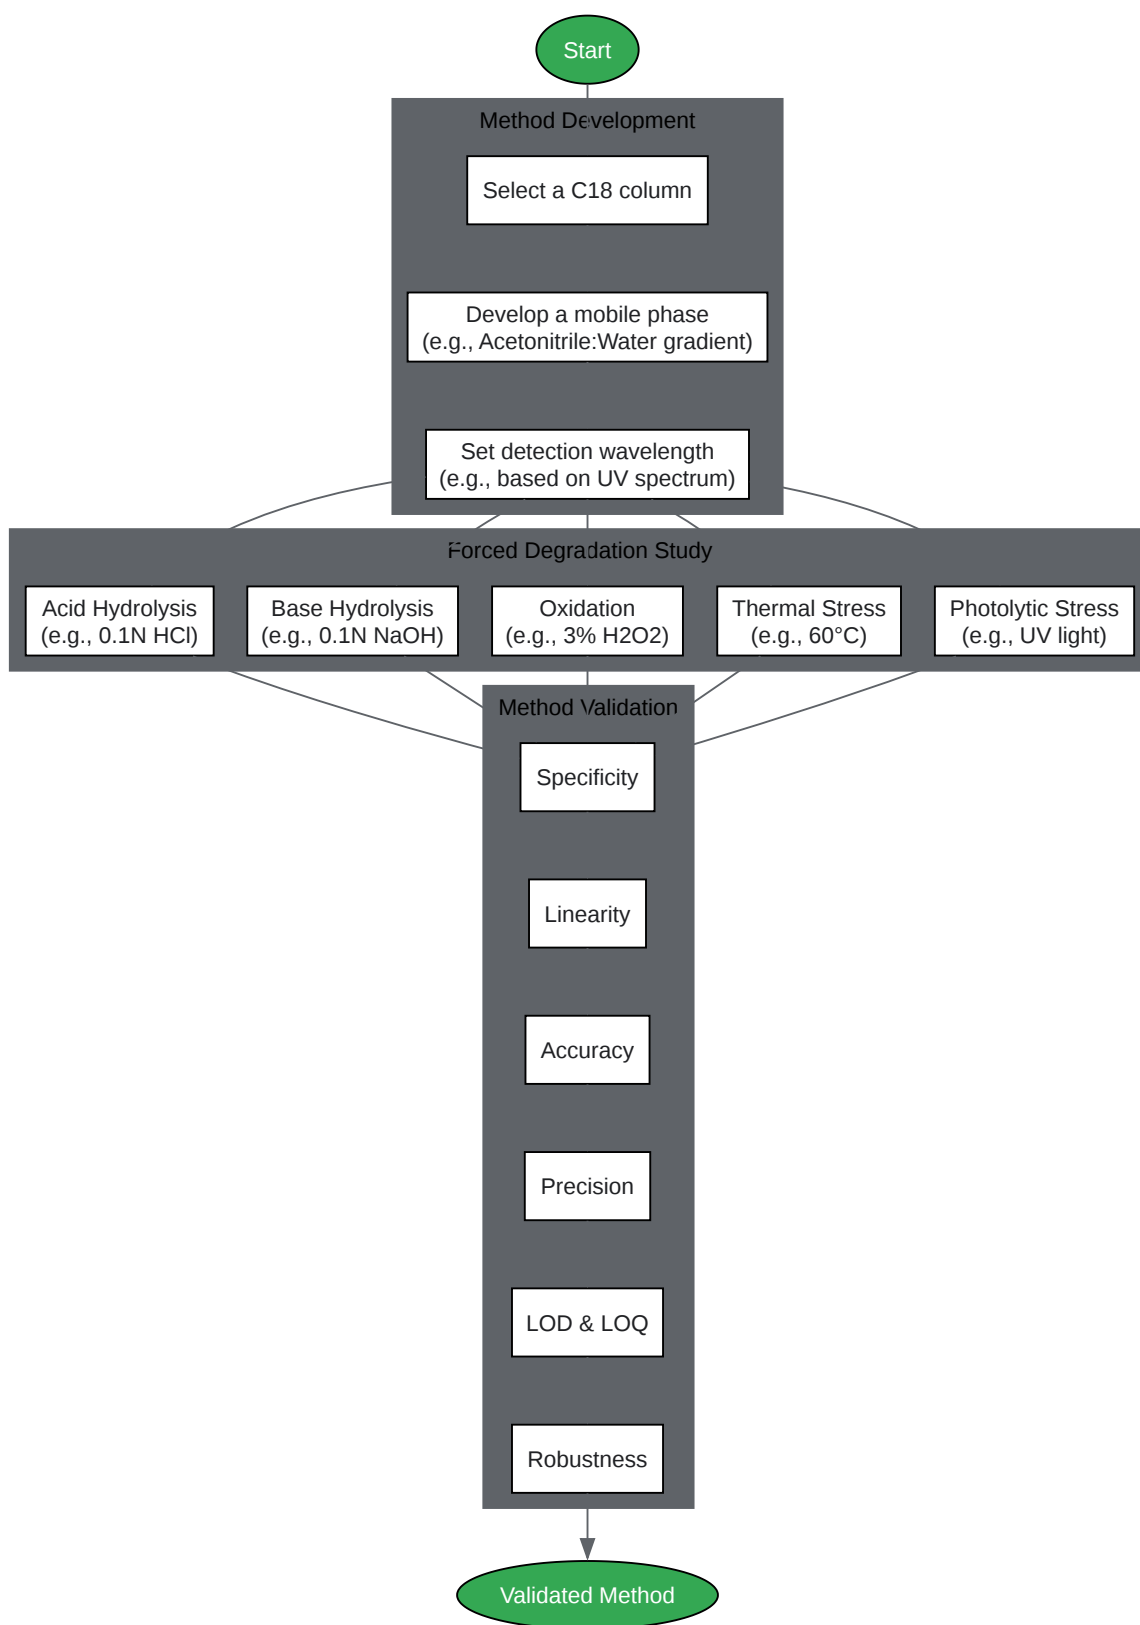 Start
Method Development
Select a C18 column
Develop a mobile phase
(e.g., Acetonitrile:Water gradient)
Set detection wavelength
(e.g., based on UV spectrum)
Forced Degradation Study
Acid Hydrolysis
(e.g., 0.1N HCl)
Base Hydrolysis
(e.g., 0.1N NaOH)
Oxidation
(e.g., 3% H2O2)
Thermal Stress
(e.g., 60°C)
Photolytic Stress
(e.g., UV light)
Method Validation
Specificity
Linearity
Accuracy
Precision
LOD & LOQ
Robustness
Validated Method